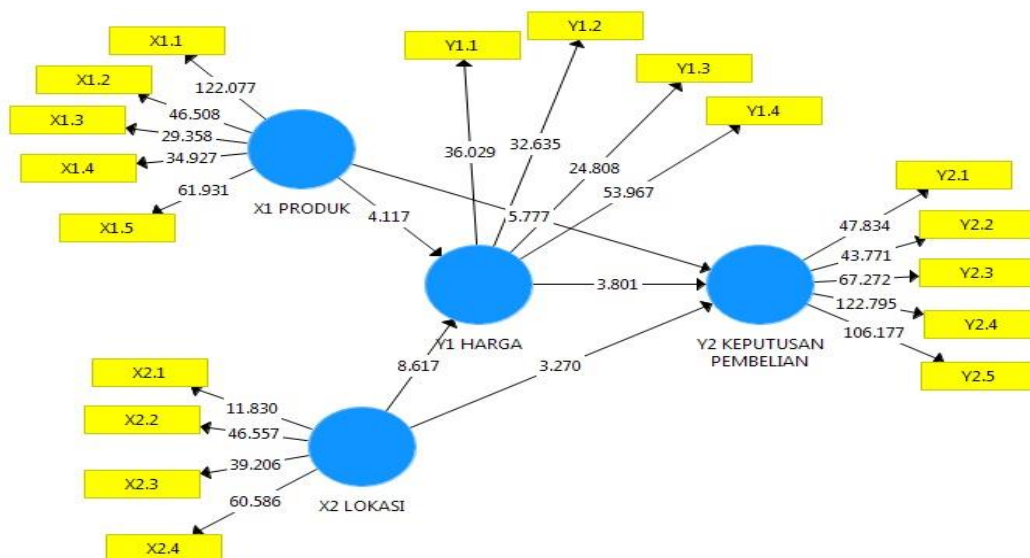 X1.1
X1.2
X1.3
X1.4
X1.5
122.077
46.508
29.358
34.927
61.931
X1 PRODUK
Y1.1
Y1.2
Y1.3
Y1.4
36.029
32.635
24.808
53.967
4.117
5.777
Y1 HARGA
3.801
8.617
3.270
Y2.1
Y2.2
Y2.3
Y2.4
Y2.5
47.834
43.771
67.272
122.795
106.177
Y2 KEPUTUSAN
PEMBELIAN
X2.1
X2.2
X2.3
X2.4
11.830
46.557
39.206
60.586
X2 LOKASI